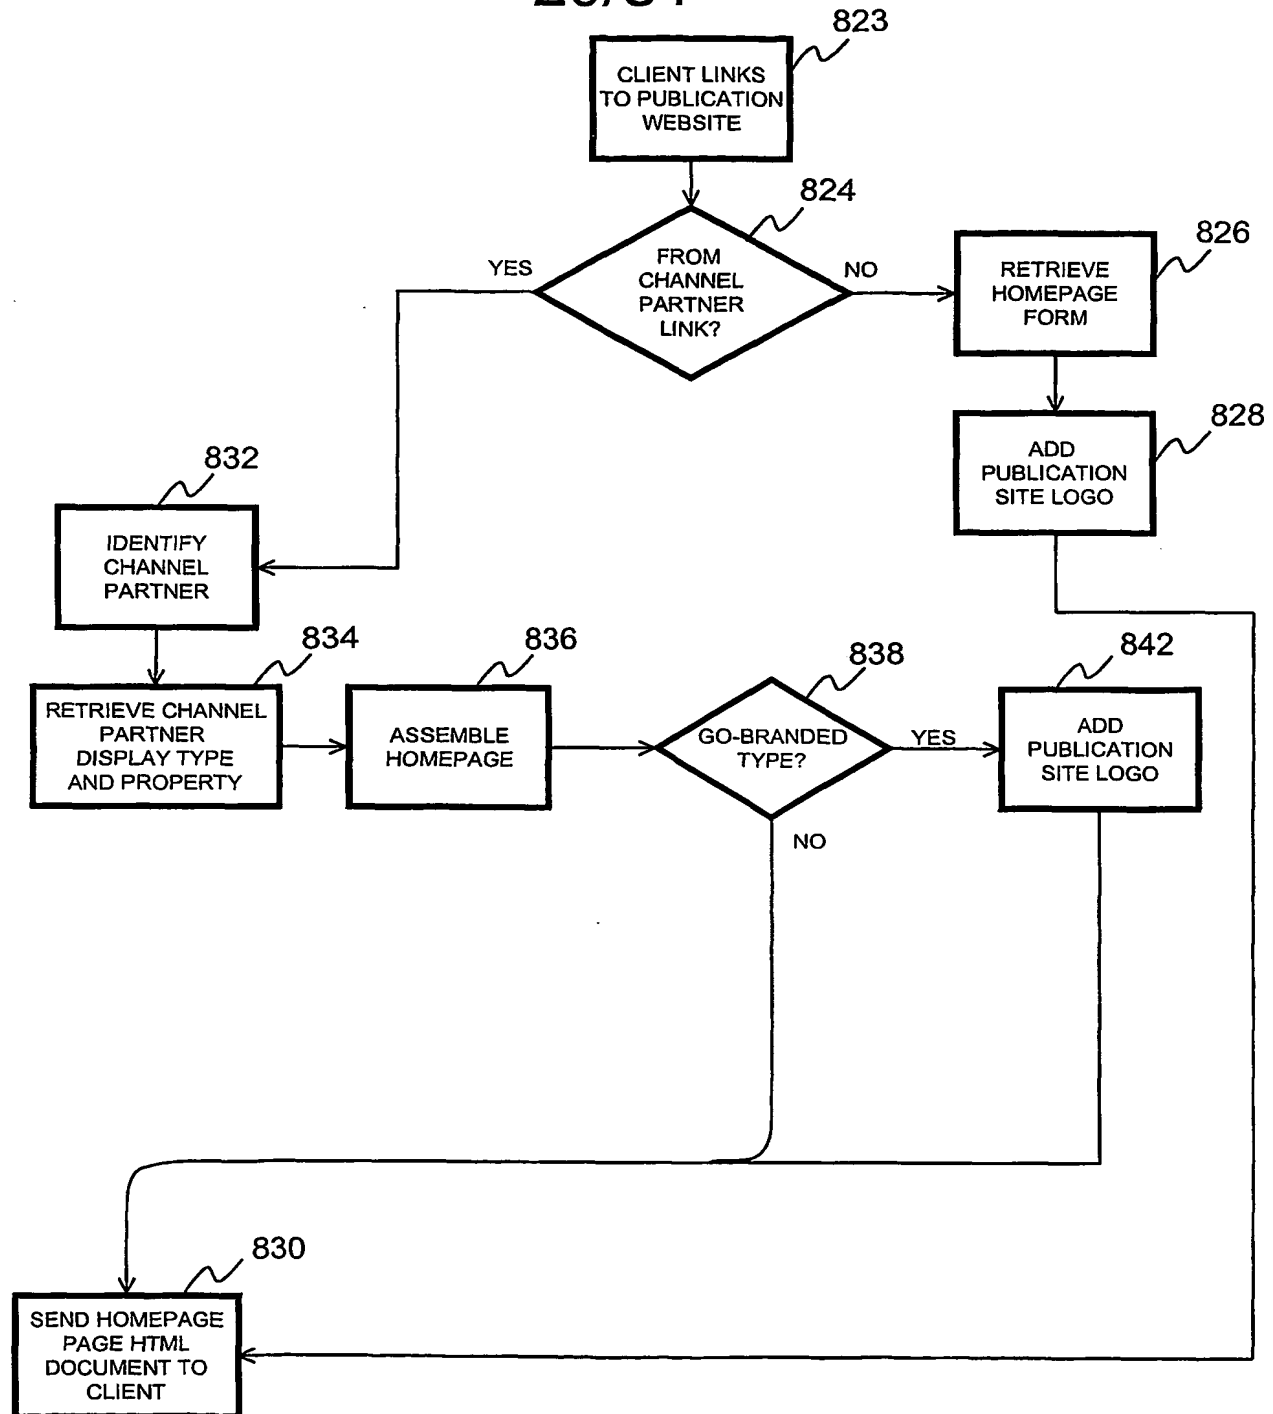 823
CLIENT LINKS
TO PUBLICATION
WEBSITE
824
FROM
CHANNEL
PARTNER
LINK?
YES
NO
826
RETRIEVE
HOMEPAGE
FORM
828
ADD
PUBLICATION
SITE LOGO
832
IDENTIFY
CHANNEL
PARTNER
834
RETRIEVE CHANNEL
PARTNER
DISPLAY TYPE
AND PROPERTY
836
ASSEMBLE
HOMEPAGE
838
GO-BRANDED
TYPE?
YES
NO
842
ADD
PUBLICATION
SITE LOGO
830
SEND HOMEPAGE
PAGE HTML
DOCUMENT TO
CLIENT